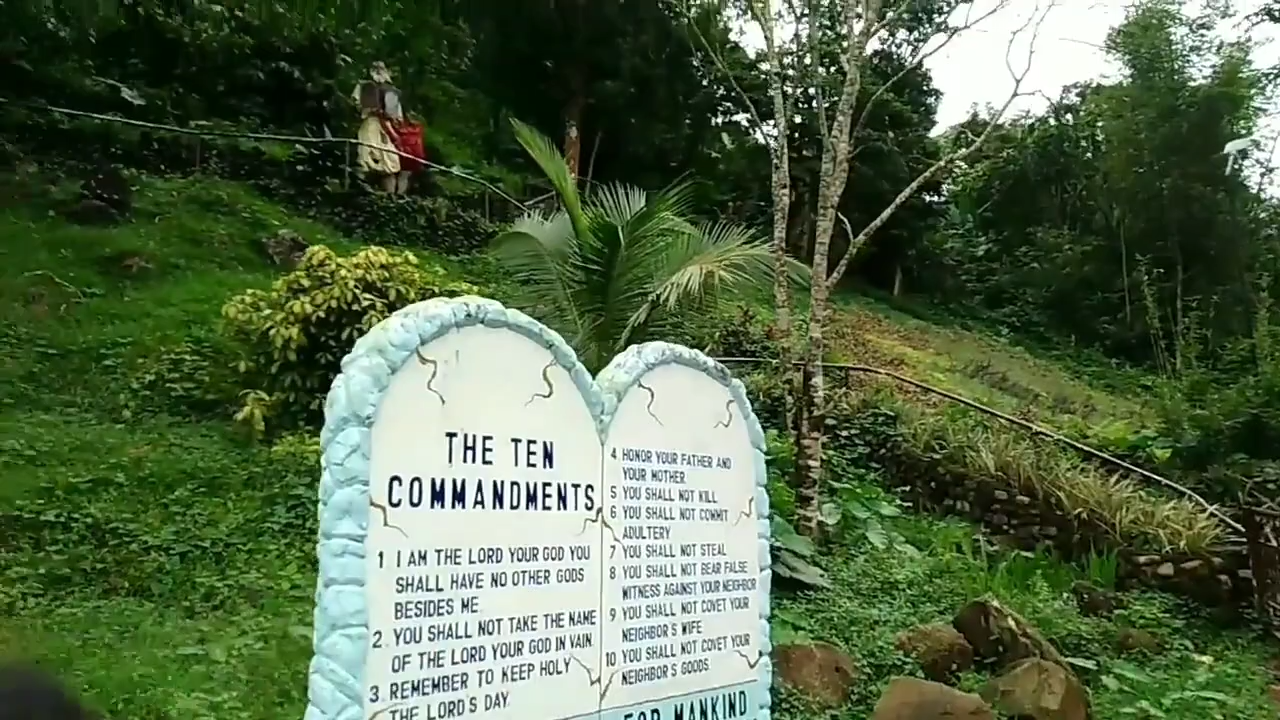 THE TEN
COMMANDMENTS
1 I AM THE LORD YOUR GOD YOU
SHALL HAVE NO OTHER GODS
BESIDES ME.
2. YOU SHALL NOT TAKE THE NAME
OF THE LORD YOUR GOD IN VAIN
3. REMEMBER TO KEEP HOLY
THE LORD'S DAY.
4 HONOR YOUR FATHER AND
YOUR MOTHER
5 YOU SHALL NOT KILL
6 YOU SHALL NOT COMMIT
ADULTERY
7 YOU SHALL NOT STEAL
8 YOU SHALL NOT BEAR FALSE
WITNESS AGAINST YOUR NEIGHBOR
9 YOU SHALL NOT COVET YOUR
NEIGHBOR'S WIFE
10 YOU SHALL NOT COVET YOUR
NEIGHBOR'S GOODS
FOR MANKIND